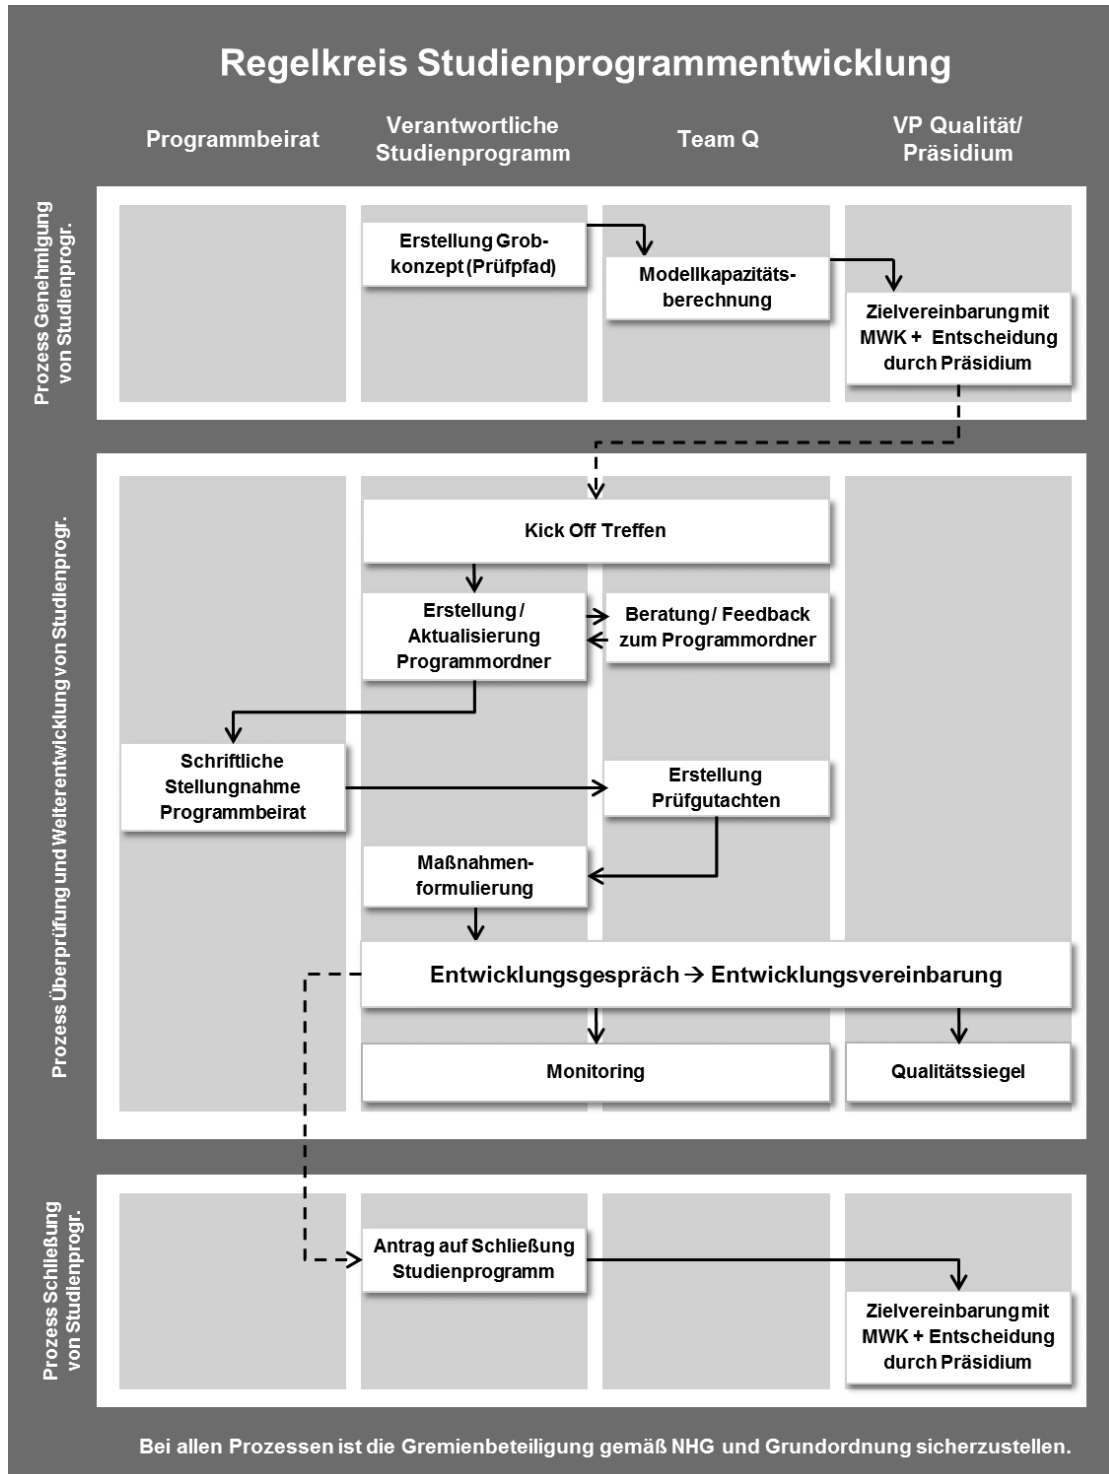 Regelkreis Studienprogrammentwicklung
Programmbeirat
Verantwortliche
Studienprogramm
Team Q
VP Qualität/
Präsidium
Prozess Genehmigung
von Studienprogr.
Erstellung Grob-
konzept (Prüfpfad)
Modellkapazitäts-
berechnung
Zielvereinbarung mit
MWK + Entscheidung
durch Präsidium
Prozess Überprüfung und Weiterentwicklung von Studienprogr.
Kick Off Treffen
Erstellung /
Aktualisierung
Programmordner
Beratung / Feedback
zum Programmordner
Schriftliche
Stellungnahme
Programmbeirat
Erstellung
Prüfgutachten
Maßnahmen-
formulierung
Entwicklungsgespräch → Entwicklungsvereinbarung
Monitoring
Qualitätssiegel
Prozess Schließung
von Studienprogr.
Antrag auf Schließung
Studienprogramm
Zielvereinbarung mit
MWK + Entscheidung
durch Präsidium
Bei allen Prozessen ist die Gremienbeteiligung gemäß NHG und Grundordnung sicherzustellen.